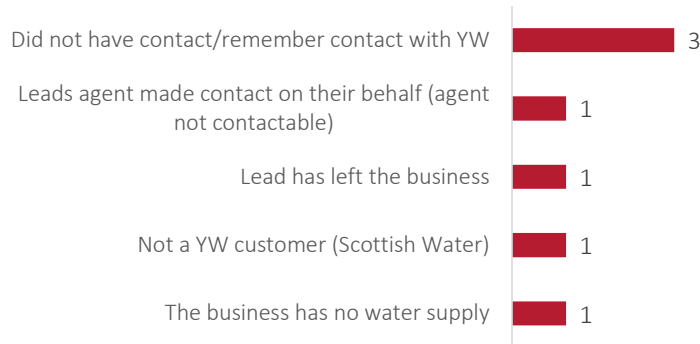 Did not have contact/remember contact with YW
3
Leads agent made contact on their behalf (agent
not contactable)
1
Lead has left the business
1
Not a YW customer (Scottish Water)
1
The business has no water supply
1